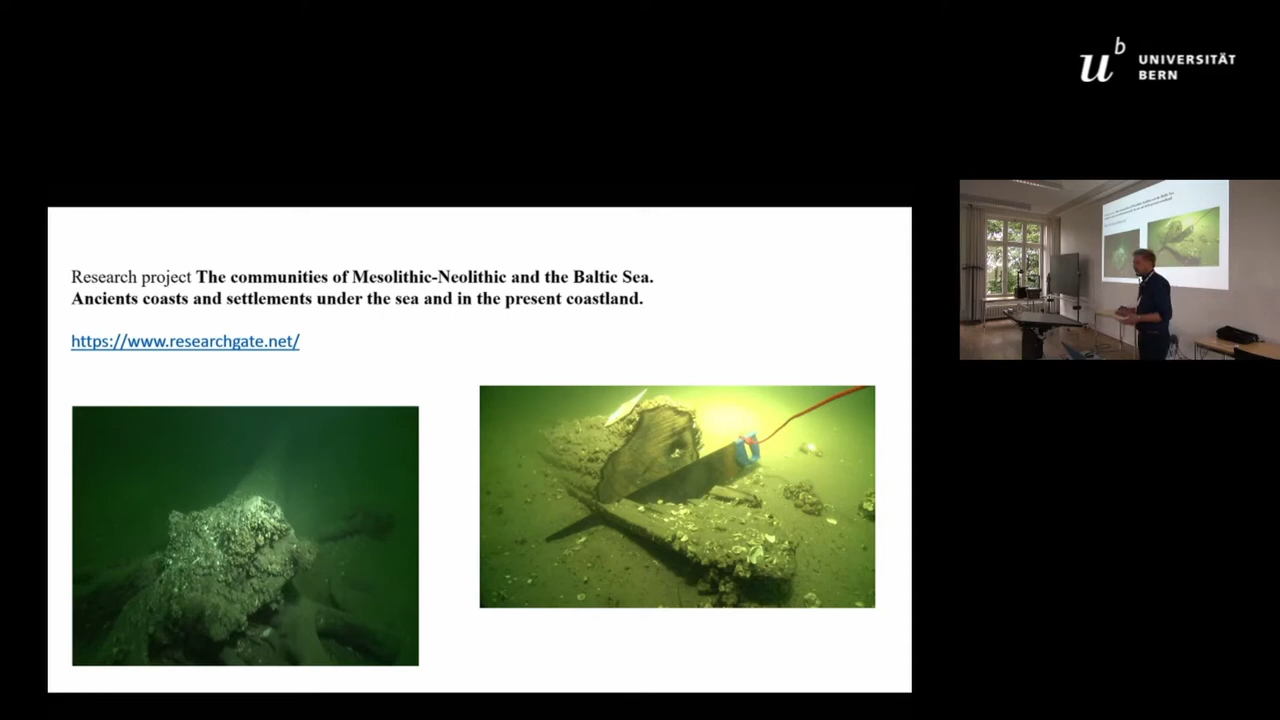 u
b
UNIVERSITÄT
BERN
Research project The communities of Mesolithic-Neolithic and the Baltic Sea.
Ancients coasts and settlements under the sea and in the present coastland.
https://www.researchgate.net/